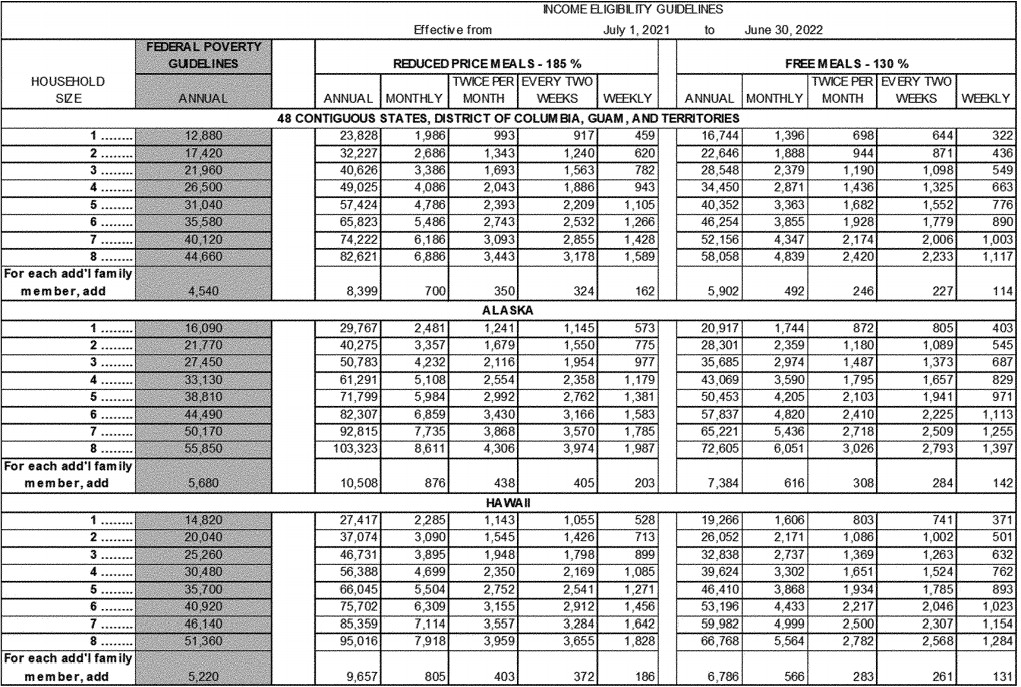 INCOME ELIGIBILITY GUIDELINES
Effective from July 1, 2021 to June 30, 2022
FEDERAL POVERTY
GUIDELINES REDUCED PRICE MEALS - 185 % FREE MEALS - 130 %
HOUSEHOLD TWICE PER EVERY TWO TWICE PER EVERY TWO
SIZE ANNUAL ANNUAL MONTHLY MONTH WEEKS WEEKLY ANNUAL MONTHLY MONTH WEEKS WEEKLY
48 CONTIGUOUS STATES, DISTRICT OF COLUMBIA, GUAM, AND TERRITORIES
1 ........ 12,880 23,828 1,986 993 917 459 16,744 1,396 698 644 322
2 ........ 17,420 32,227 2,686 1,343 1,240 620 22,646 1,888 944 871 436
3 ........ 21,960 40,626 3,386 1,693 1,563 782 28,548 2,379 1,190 1,098 549
4 ........ 26,500 49,025 4,086 2,043 1,886 943 34,450 2,871 1,436 1,325 663
5 ........ 31,040 57,424 4,786 2,393 2,209 1,105 40,352 3,363 1,682 1,552 776
6 ........ 35,580 65,823 5,486 2,743 2,532 1,266 46,254 3,855 1,928 1,779 890
7 ........ 40,120 74,222 6,186 3,093 2,855 1,428 52,156 4,347 2,174 2,006 1,003
8 ........ 44,660 82,621 6,886 3,443 3,178 1,589 58,058 4,839 2,420 2,233 1,117
For each add'l family
member, add 4,540 8,399 700 350 324 162 5,902 492 246 227 114
ALASKA
1 ........ 16,090 29,767 2,481 1,241 1,145 573 20,917 1,744 872 805 403
2 ........ 21,770 40,275 3,357 1,679 1,550 775 28,301 2,359 1,180 1,089 545
3 ........ 27,450 50,783 4,232 2,116 1,954 977 35,685 2,974 1,487 1,373 687
4 ........ 33,130 61,291 5,108 2,554 2,358 1,179 43,069 3,590 1,795 1,657 829
5 ........ 38,810 71,799 5,984 2,992 2,762 1,381 50,453 4,205 2,103 1,941 971
6 ........ 44,490 82,307 6,859 3,430 3,166 1,583 57,837 4,820 2,410 2,225 1,113
7 ........ 50,170 92,815 7,735 3,868 3,570 1,785 65,221 5,436 2,718 2,509 1,255
8 ........ 55,850 103,323 8,611 4,306 3,974 1,987 72,605 6,051 3,026 2,793 1,397
For each add'l family
member, add 5,680 10,508 876 438 405 203 7,384 616 308 284 142
HAWAII
1 ........ 14,820 27,417 2,285 1,143 1,055 528 19,266 1,606 803 741 371
2 ........ 20,040 37,074 3,090 1,545 1,426 713 26,052 2,171 1,086 1,002 501
3 ........ 25,260 46,731 3,895 1,948 1,798 899 32,838 2,737 1,369 1,263 632
4 ........ 30,480 56,388 4,699 2,350 2,169 1,085 39,624 3,302 1,651 1,524 762
5 ........ 35,700 66,045 5,504 2,752 2,541 1,271 46,410 3,868 1,934 1,785 893
6 ........ 40,920 75,702 6,309 3,155 2,912 1,456 53,196 4,433 2,217 2,046 1,023
7 ........ 46,140 85,359 7,114 3,557 3,284 1,642 59,982 4,999 2,500 2,307 1,154
8 ........ 51,360 95,016 7,918 3,959 3,655 1,828 66,768 5,564 2,782 2,568 1,284
For each add'l family
member, add 5,220 9,657 805 403 372 186 6,786 566 283 261 131